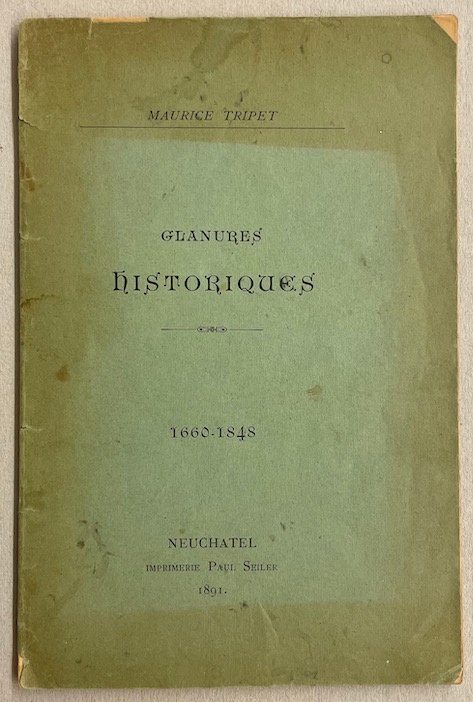 MAURICE TRIPET
GLANURES
HISTORIQUES
1660-1848
NEUCHATEL
IMPRIMERIE PAUL SEILER
1891.